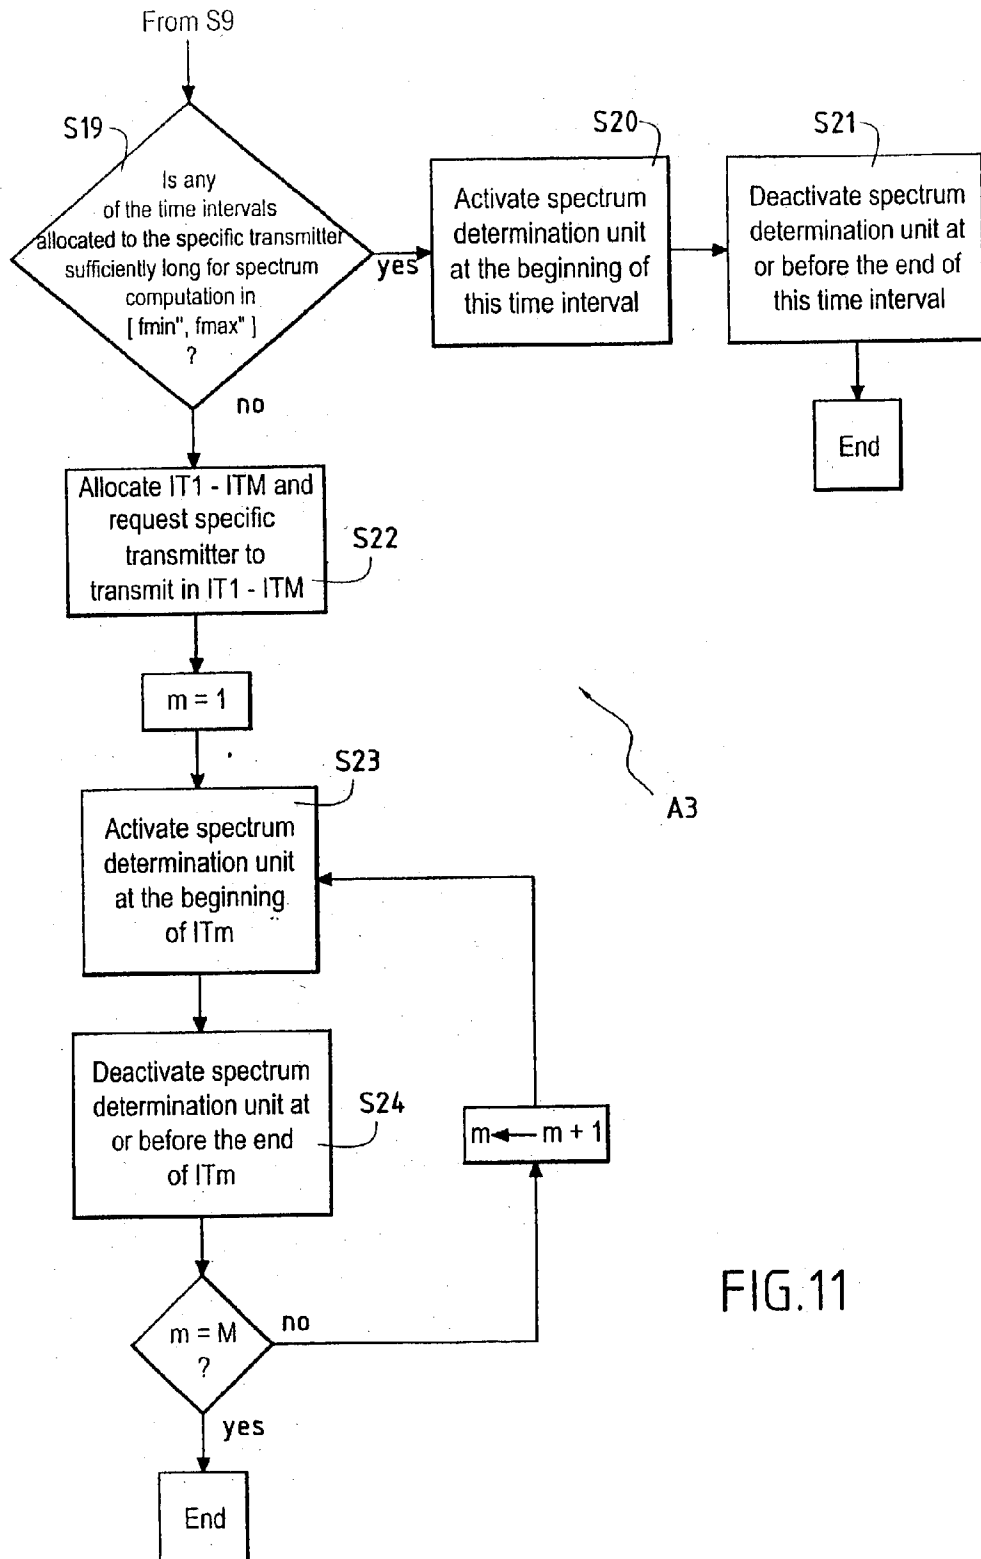 From S9
S19
Is any
of the time intervals
allocated to the specific transmitter
sufficiently long for spectrum
computation in
[ fmin", fmax" ]
?
yes
no
S20
Activate spectrum
determination unit
at the beginning of
this time interval
S21
Deactivate spectrum
determination unit at
or before the end of
this time interval
End
Allocate IT1 - ITM and
request specific
transmitter to
transmit in IT1 - ITM
S22
m = 1
S23
Activate spectrum
determination unit
at the beginning
of ITm
A3
Deactivate spectrum
determination unit at
or before the end
of ITm
S24
m ← m + 1
m = M
?
no
yes
End
FIG.11